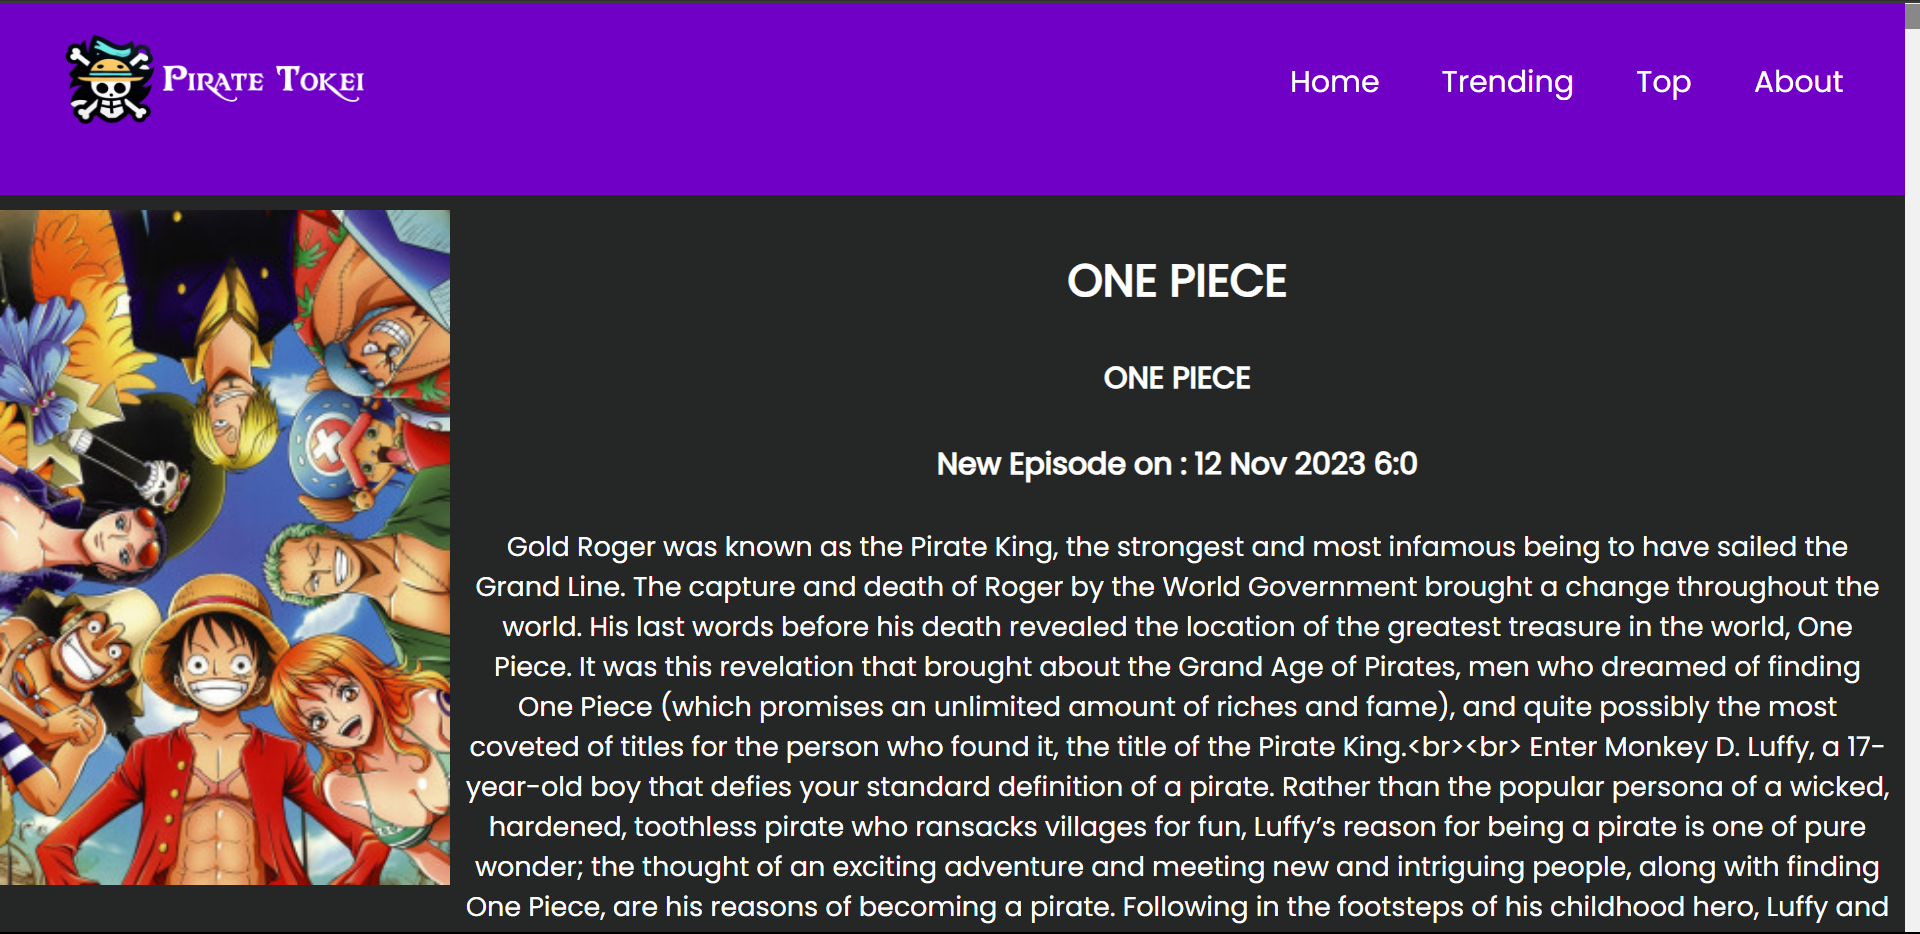 Pirate Tokei
Home Trending Top About
ONE PIECE
ONE PIECE
New Episode on : 12 Nov 2023 6:0
Gold Roger was known as the Pirate King, the strongest and most infamous being to have sailed the
Grand Line. The capture and death of Roger by the World Government brought a change throughout the
world. His last words before his death revealed the location of the greatest treasure in the world, One
Piece. It was this revelation that brought about the Grand Age of Pirates, men who dreamed of finding
One Piece (which promises an unlimited amount of riches and fame), and quite possibly the most
coveted of titles for the person who found it, the title of the Pirate King.<br><br> Enter Monkey D. Luffy, a 17-
year-old boy that defies your standard definition of a pirate. Rather than the popular persona of a wicked,
hardened, toothless pirate who ransacks villages for fun, Luffy’s reason for being a pirate is one of pure
wonder; the thought of an exciting adventure and meeting new and intriguing people, along with finding
One Piece, are his reasons of becoming a pirate. Following in the footsteps of his childhood hero, Luffy and